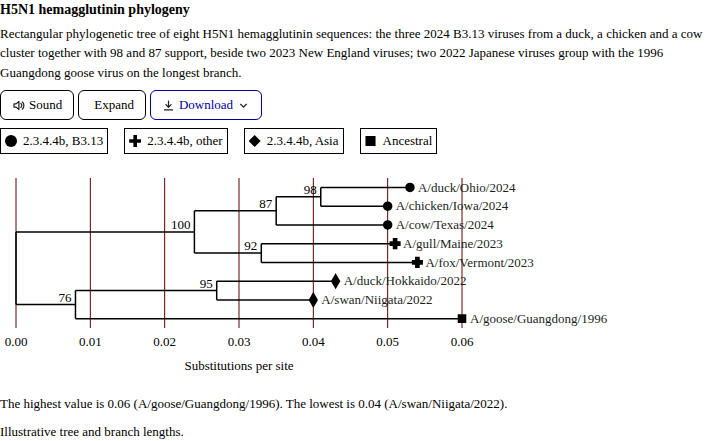 H5N1 hemagglutinin phylogeny
Rectangular phylogenetic tree of eight H5N1 hemagglutinin sequences: the three 2024 B3.13 viruses from a duck, a chicken and a cow
cluster together with 98 and 87 support, beside two 2023 New England viruses; two 2022 Japanese viruses group with the 1996
Guangdong goose virus on the longest branch.
Sound Expand Download
2.3.4.4b, B3.13 2.3.4.4b, other 2.3.4.4b, Asia Ancestral
98 A/duck/Ohio/2024
87 A/chicken/Iowa/2024
100 A/cow/Texas/2024
92 A/gull/Maine/2023
A/fox/Vermont/2023
95 A/duck/Hokkaido/2022
76 A/swan/Niigata/2022
A/goose/Guangdong/1996
0.00 0.01 0.02 0.03 0.04 0.05 0.06
Substitutions per site
The highest value is 0.06 (A/goose/Guangdong/1996). The lowest is 0.04 (A/swan/Niigata/2022).
Illustrative tree and branch lengths.